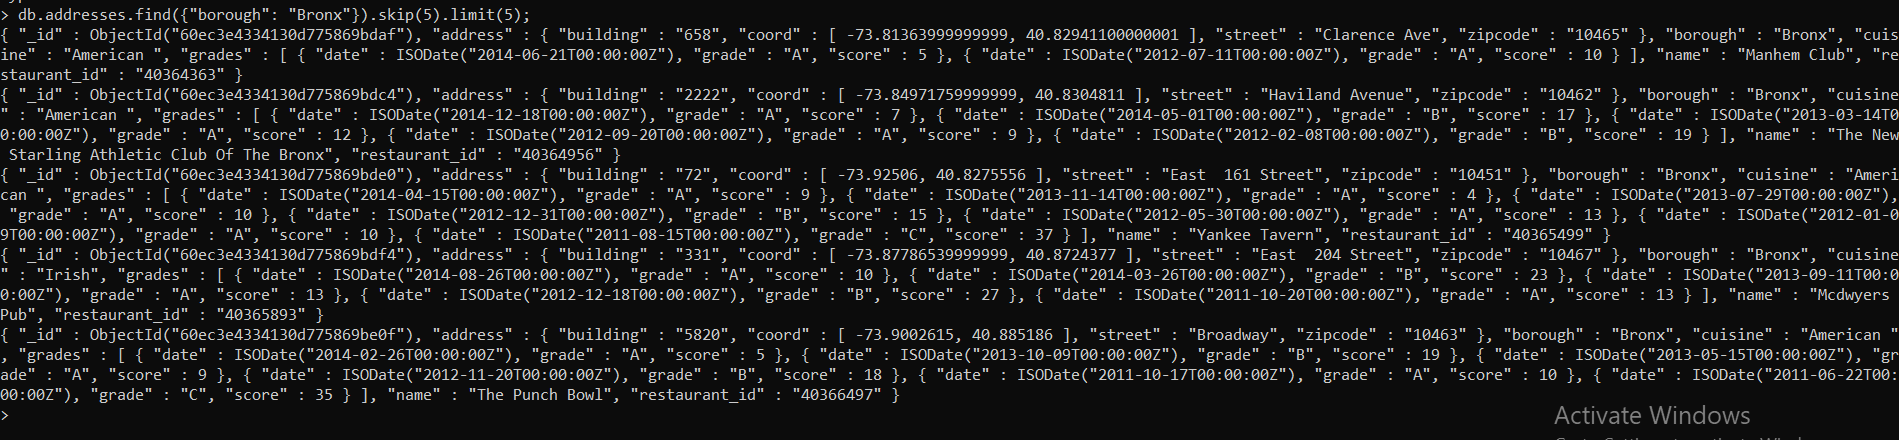 > db.addresses.find({"borough": "Bronx"}).skip(5).limit(5);
{ "_id" : ObjectId("60ec3e4334130d775869bdaf"), "address" : { "building" : "658", "coord" : [ -73.81363999999999, 40.82941100000001 ], "street" : "Clarence Ave", "zipcode" : "10465" }, "borough" : "Bronx", "cuis
ine" : "American ", "grades" : [ { "date" : ISODate("2014-06-21T00:00:00Z"), "grade" : "A", "score" : 5 }, { "date" : ISODate("2012-07-11T00:00:00Z"), "grade" : "A", "score" : 10 } ], "name" : "Manhem Club", "re
staurant_id" : "40364363" }
{ "_id" : ObjectId("60ec3e4334130d775869bdc4"), "address" : { "building" : "2222", "coord" : [ -73.84971759999999, 40.8304811 ], "street" : "Haviland Avenue", "zipcode" : "10462" }, "borough" : "Bronx", "cuisine
" : "American ", "grades" : [ { "date" : ISODate("2014-12-18T00:00:00Z"), "grade" : "A", "score" : 7 }, { "date" : ISODate("2014-05-01T00:00:00Z"), "grade" : "B", "score" : 17 }, { "date" : ISODate("2013-03-14T0
0:00:00Z"), "grade" : "A", "score" : 12 }, { "date" : ISODate("2012-09-20T00:00:00Z"), "grade" : "A", "score" : 9 }, { "date" : ISODate("2012-02-08T00:00:00Z"), "grade" : "B", "score" : 19 } ], "name" : "The New
 Starling Athletic Club Of The Bronx", "restaurant_id" : "40364956" }
{ "_id" : ObjectId("60ec3e4334130d775869bde0"), "address" : { "building" : "72", "coord" : [ -73.92506, 40.8275556 ], "street" : "East  161 Street", "zipcode" : "10451" }, "borough" : "Bronx", "cuisine" : "Ameri
can ", "grades" : [ { "date" : ISODate("2014-04-15T00:00:00Z"), "grade" : "A", "score" : 9 }, { "date" : ISODate("2013-11-14T00:00:00Z"), "grade" : "A", "score" : 4 }, { "date" : ISODate("2013-07-29T00:00:00Z"),
 "grade" : "A", "score" : 10 }, { "date" : ISODate("2012-12-31T00:00:00Z"), "grade" : "B", "score" : 15 }, { "date" : ISODate("2012-05-30T00:00:00Z"), "grade" : "A", "score" : 13 }, { "date" : ISODate("2012-01-0
9T00:00:00Z"), "grade" : "A", "score" : 10 }, { "date" : ISODate("2011-08-15T00:00:00Z"), "grade" : "C", "score" : 37 } ], "name" : "Yankee Tavern", "restaurant_id" : "40365499" }
{ "_id" : ObjectId("60ec3e4334130d775869bdf4"), "address" : { "building" : "331", "coord" : [ -73.87786539999999, 40.8724377 ], "street" : "East  204 Street", "zipcode" : "10467" }, "borough" : "Bronx", "cuisine
" : "Irish", "grades" : [ { "date" : ISODate("2014-08-26T00:00:00Z"), "grade" : "A", "score" : 10 }, { "date" : ISODate("2014-03-26T00:00:00Z"), "grade" : "B", "score" : 23 }, { "date" : ISODate("2013-09-11T00:0
0:00Z"), "grade" : "A", "score" : 13 }, { "date" : ISODate("2012-12-18T00:00:00Z"), "grade" : "B", "score" : 27 }, { "date" : ISODate("2011-10-20T00:00:00Z"), "grade" : "A", "score" : 13 } ], "name" : "Mcdwyers
Pub", "restaurant_id" : "40365893" }
{ "_id" : ObjectId("60ec3e4334130d775869be0f"), "address" : { "building" : "5820", "coord" : [ -73.9002615, 40.885186 ], "street" : "Broadway", "zipcode" : "10463" }, "borough" : "Bronx", "cuisine" : "American "
, "grades" : [ { "date" : ISODate("2014-02-26T00:00:00Z"), "grade" : "A", "score" : 5 }, { "date" : ISODate("2013-10-09T00:00:00Z"), "grade" : "B", "score" : 19 }, { "date" : ISODate("2013-05-15T00:00:00Z"), "gr
ade" : "A", "score" : 9 }, { "date" : ISODate("2012-11-20T00:00:00Z"), "grade" : "B", "score" : 18 }, { "date" : ISODate("2011-10-17T00:00:00Z"), "grade" : "A", "score" : 10 }, { "date" : ISODate("2011-06-22T00:
00:00Z"), "grade" : "C", "score" : 35 } ], "name" : "The Punch Bowl", "restaurant_id" : "40366497" }
>
Activate Windows